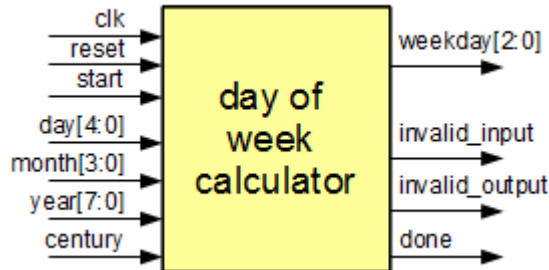 clk
reset
start
day[4:0]
month[3:0]
year[7:0]
century
day of
week
calculator
weekday[2:0]
invalid_input
invalid_output
done